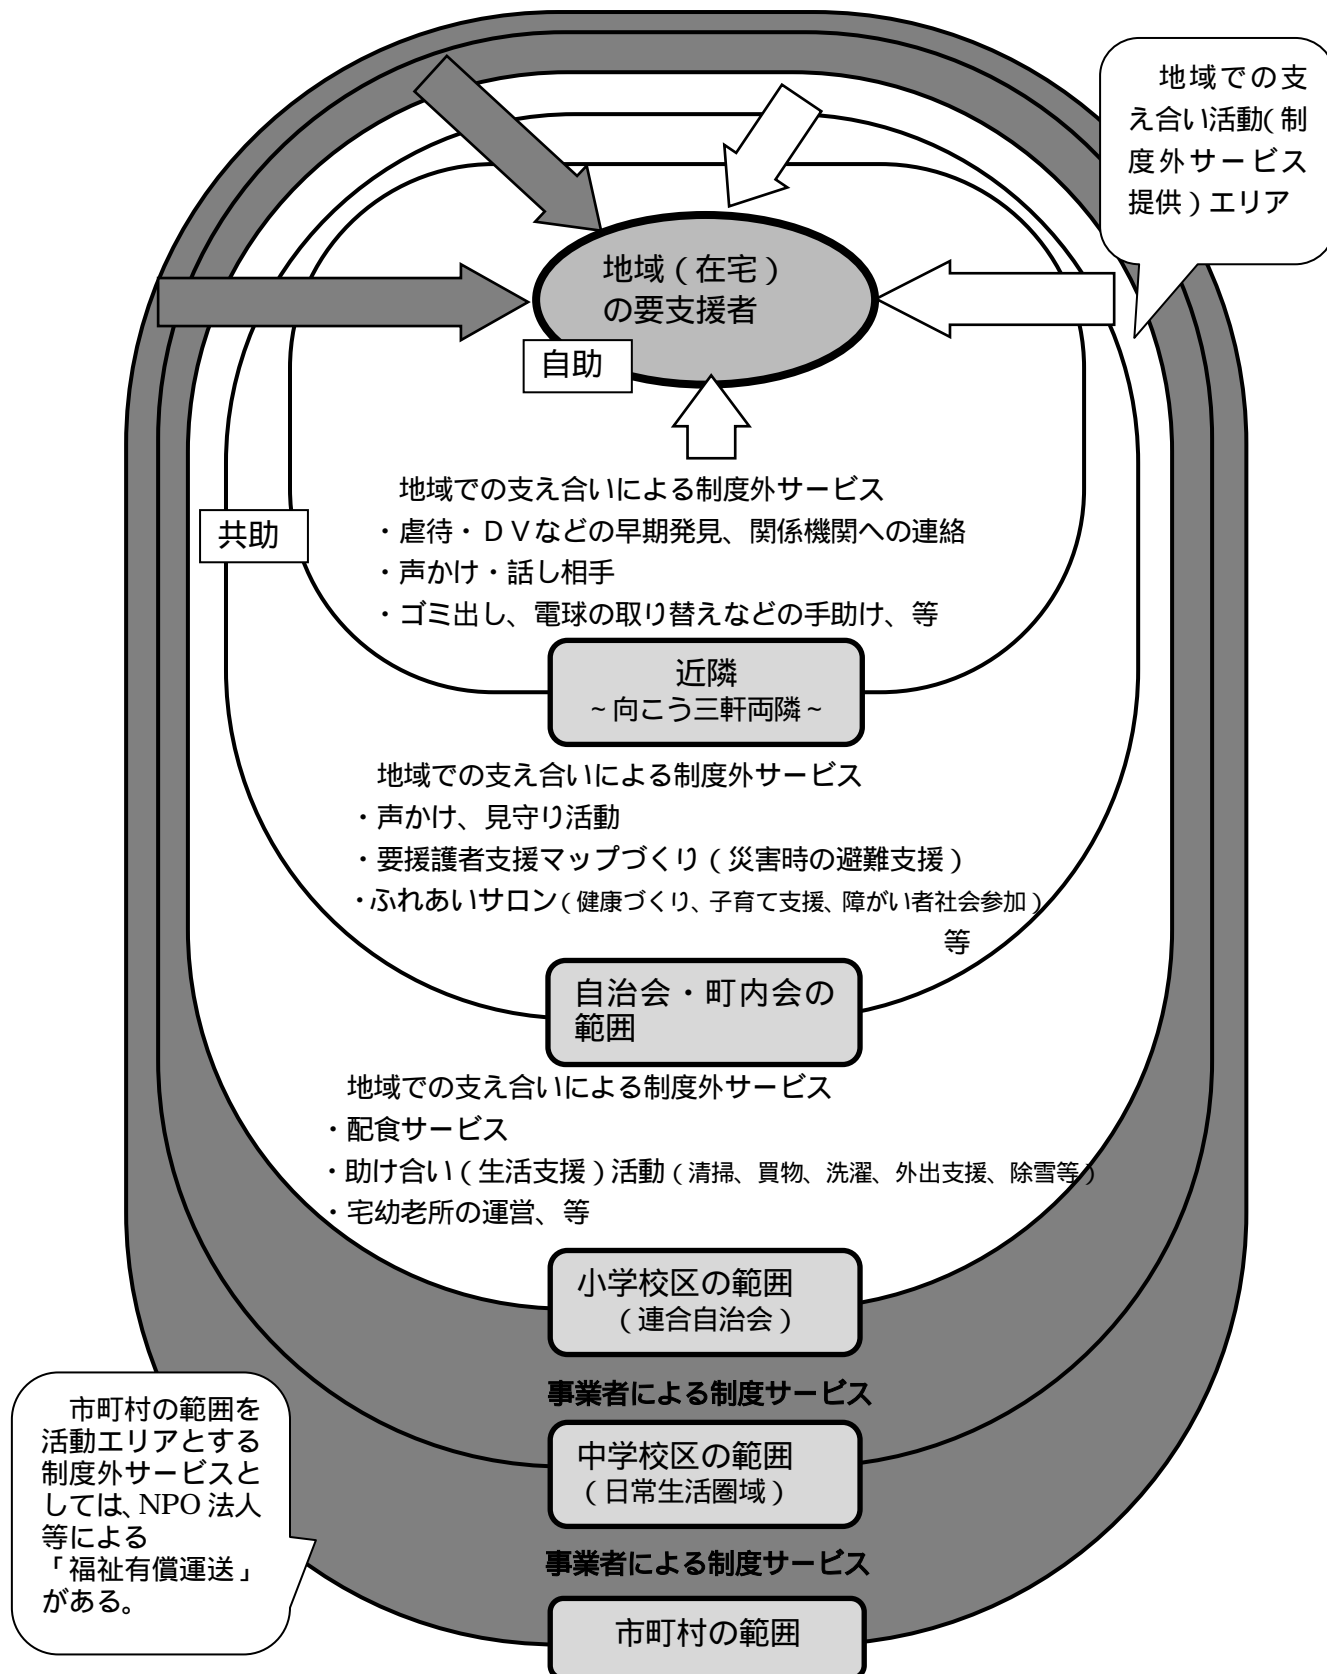 地域での支
え合い活動(制
度外サービス
提供)エリア
地域(在宅)
の要支援者
自助
地域での支え合いによる制度外サービス
・虐待・DVなどの早期発見、関係機関への連絡
・声かけ・話し相手
・ゴミ出し、電球の取り替えなどの手助け、等
共助
近隣
~向こう三軒両隣~
地域での支え合いによる制度外サービス
・声かけ、見守り活動
・要援護者支援マップづくり(災害時の避難支援)
・ふれあいサロン(健康づくり、子育て支援、障がい者社会参加)
等
自治会・町内会の
範囲
地域での支え合いによる制度外サービス
・配食サービス
・助け合い(生活支援)活動(清掃、買物、洗濯、外出支援、除雪等)
・宅幼老所の運営、等
小学校区の範囲
(連合自治会)
事業者による制度サービス
中学校区の範囲
(日常生活圏域)
事業者による制度サービス
市町村の範囲
市町村の範囲を
活動エリアとする
制度外サービスと
しては、NPO法人
等による
「福祉有償運送」
がある。